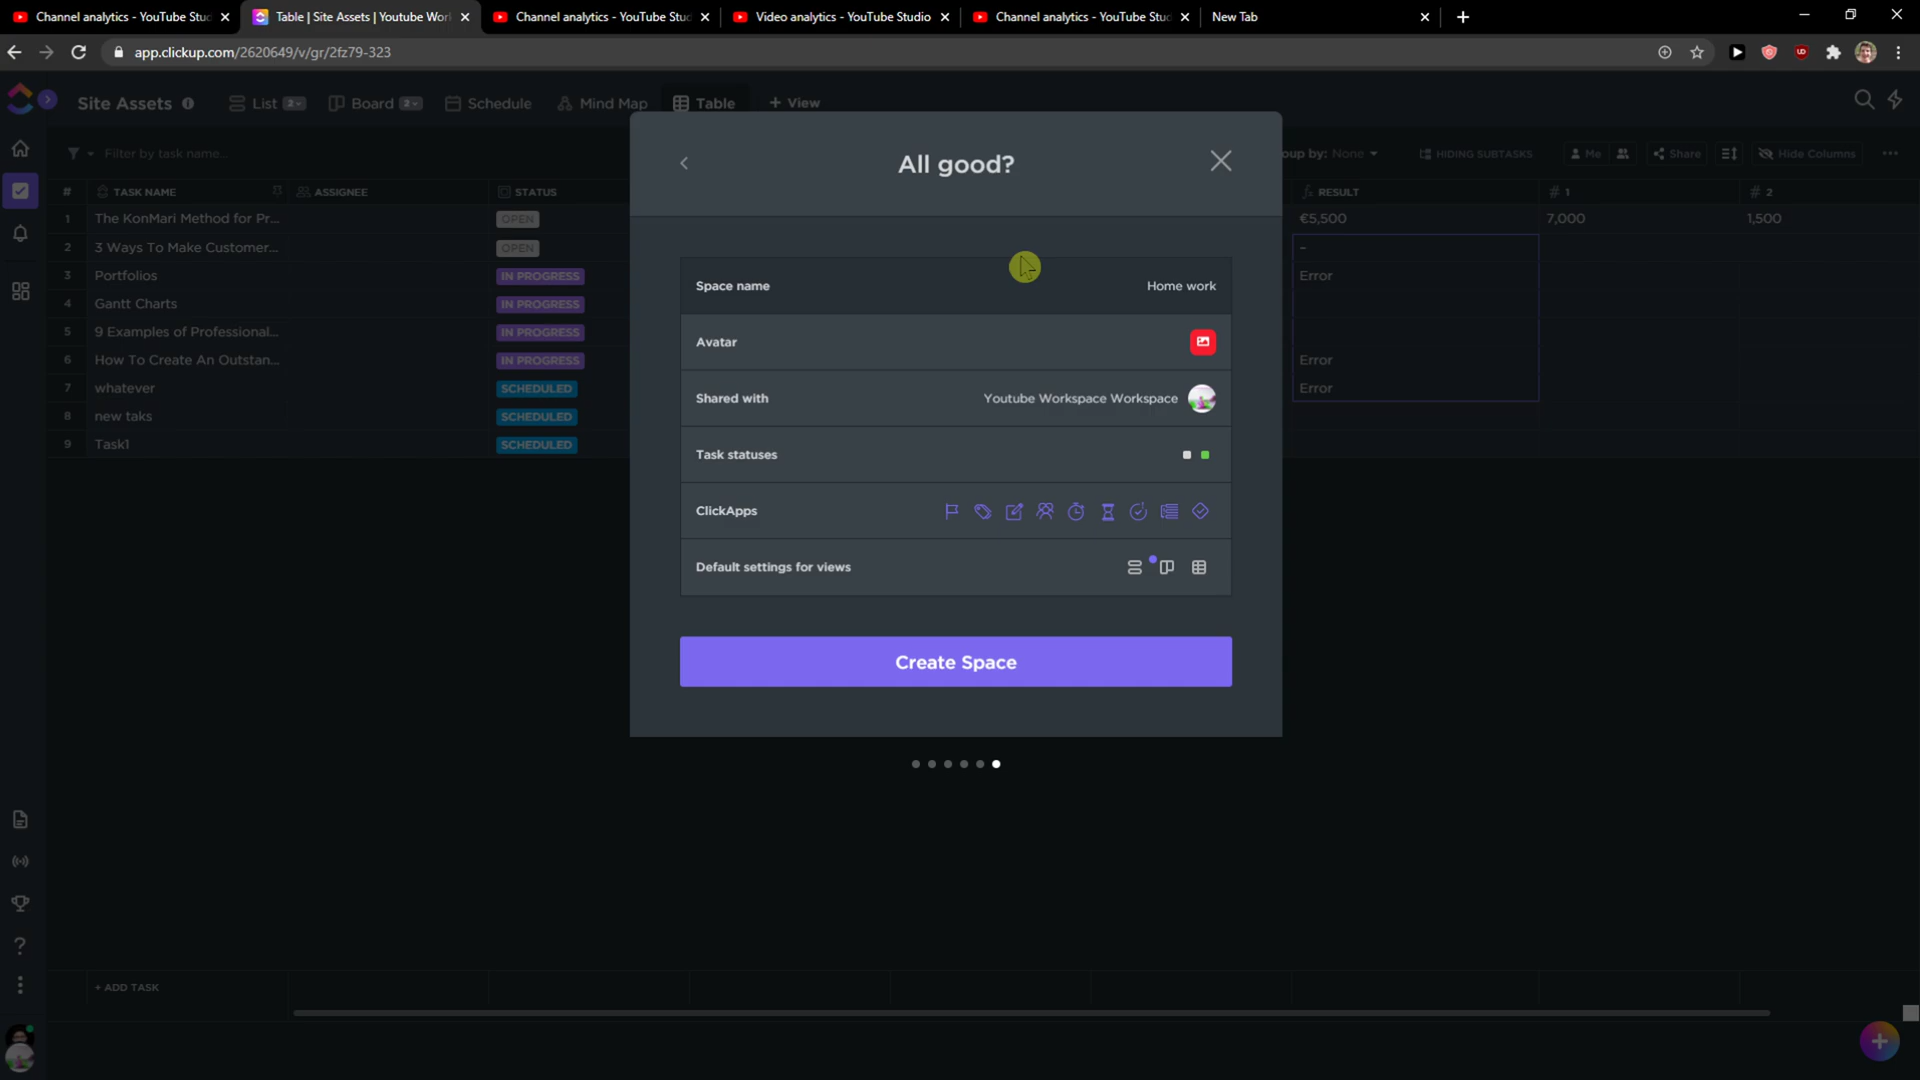 Channel analytics - YouTube Stu
Table | Site Assets | Youtube Wor
Channel analytics - YouTube Stu
Video analytics - YouTube Studio
Channel analytics - YouTube Stu
New Tab
app.clickup.com/2620649/v/gr/2fz79-323
Site Assets
List 2
Board 2
Schedule
Mind Map
Table
+ View
Filter by task name...
oup by: None
HIDING SUBTASKS
Me
Share
Hide Columns
# TASK NAME ASSIGNEE STATUS RESULT # 1 # 2
1 The KonMari Method for Pr... OPEN €5,500 7,000 1,500
2 3 Ways To Make Customer... OPEN –
3 Portfolios IN PROGRESS Error
4 Gantt Charts IN PROGRESS
5 9 Examples of Professional... IN PROGRESS
6 How To Create An Outstan... IN PROGRESS Error
7 whatever SCHEDULED Error
8 new taks SCHEDULED
9 Task1 SCHEDULED
+ ADD TASK
All good?
Space name Home work
Avatar
Shared with Youtube Workspace Workspace
Task statuses
ClickApps
Default settings for views
Create Space